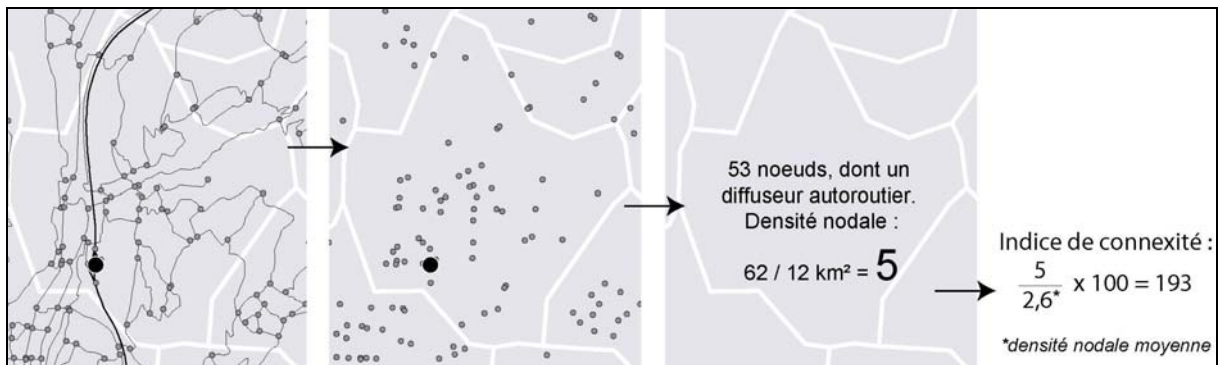 53 noeuds, dont un
diffuseur autoroutier.
Densité nodale :
62 / 12 km² = 5
Indice de connexité :
5
2,6* x 100 = 193
*densité nodale moyenne